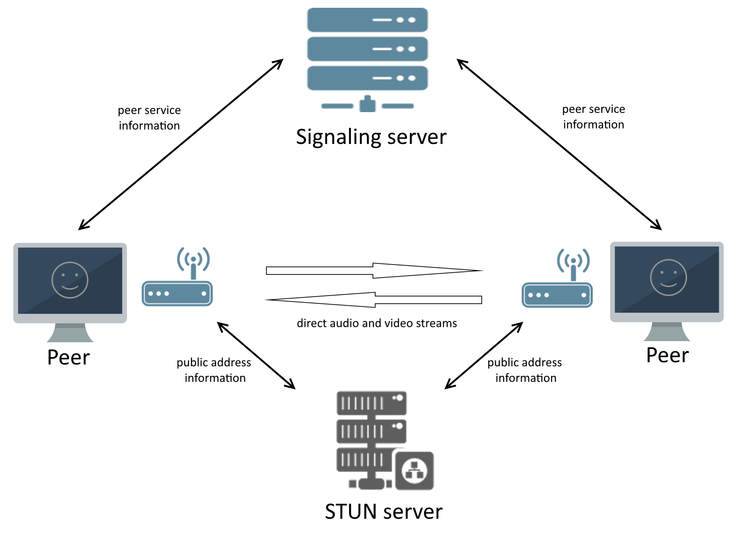 Signaling server
peer service
information
peer service
information
direct audio and video streams
Peer
Peer
public address
information
public address
information
STUN server